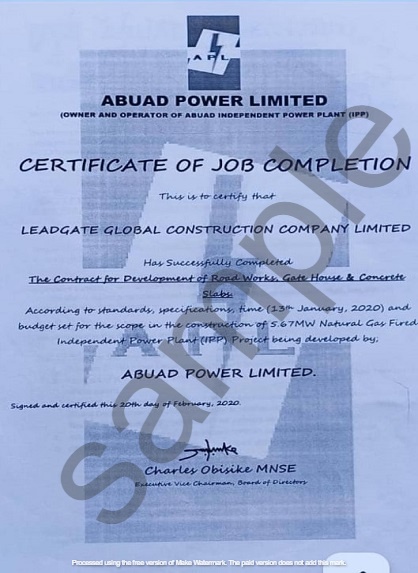 APL
ABUAD POWER LIMITED
(OWNER AND OPERATOR OF ABUAD INDEPENDENT POWER PLANT (IPP)
CERTIFICATE OF JOB COMPLETION
This is to certify that
LEADGATE GLOBAL CONSTRUCTION COMPANY LIMITED
Has Successfully Completed
The Contract for Development of Road Works, Gate House & Concrete
Slabs
According to standards, specifications, time (13th January, 2020) and
budget set for the scope in the construction of 5.67MW Natural Gas Fired
Independent Power Plant (IPP) Project being developed by;
ABUAD POWER LIMITED.
Signed and certified this 20th day of February, 2020.
Charles Obisike MNSE
Executive Vice Chairman, Board of Directors
APL
sample
Processed using the free version of Make Watermark. The paid version does not add this mark.